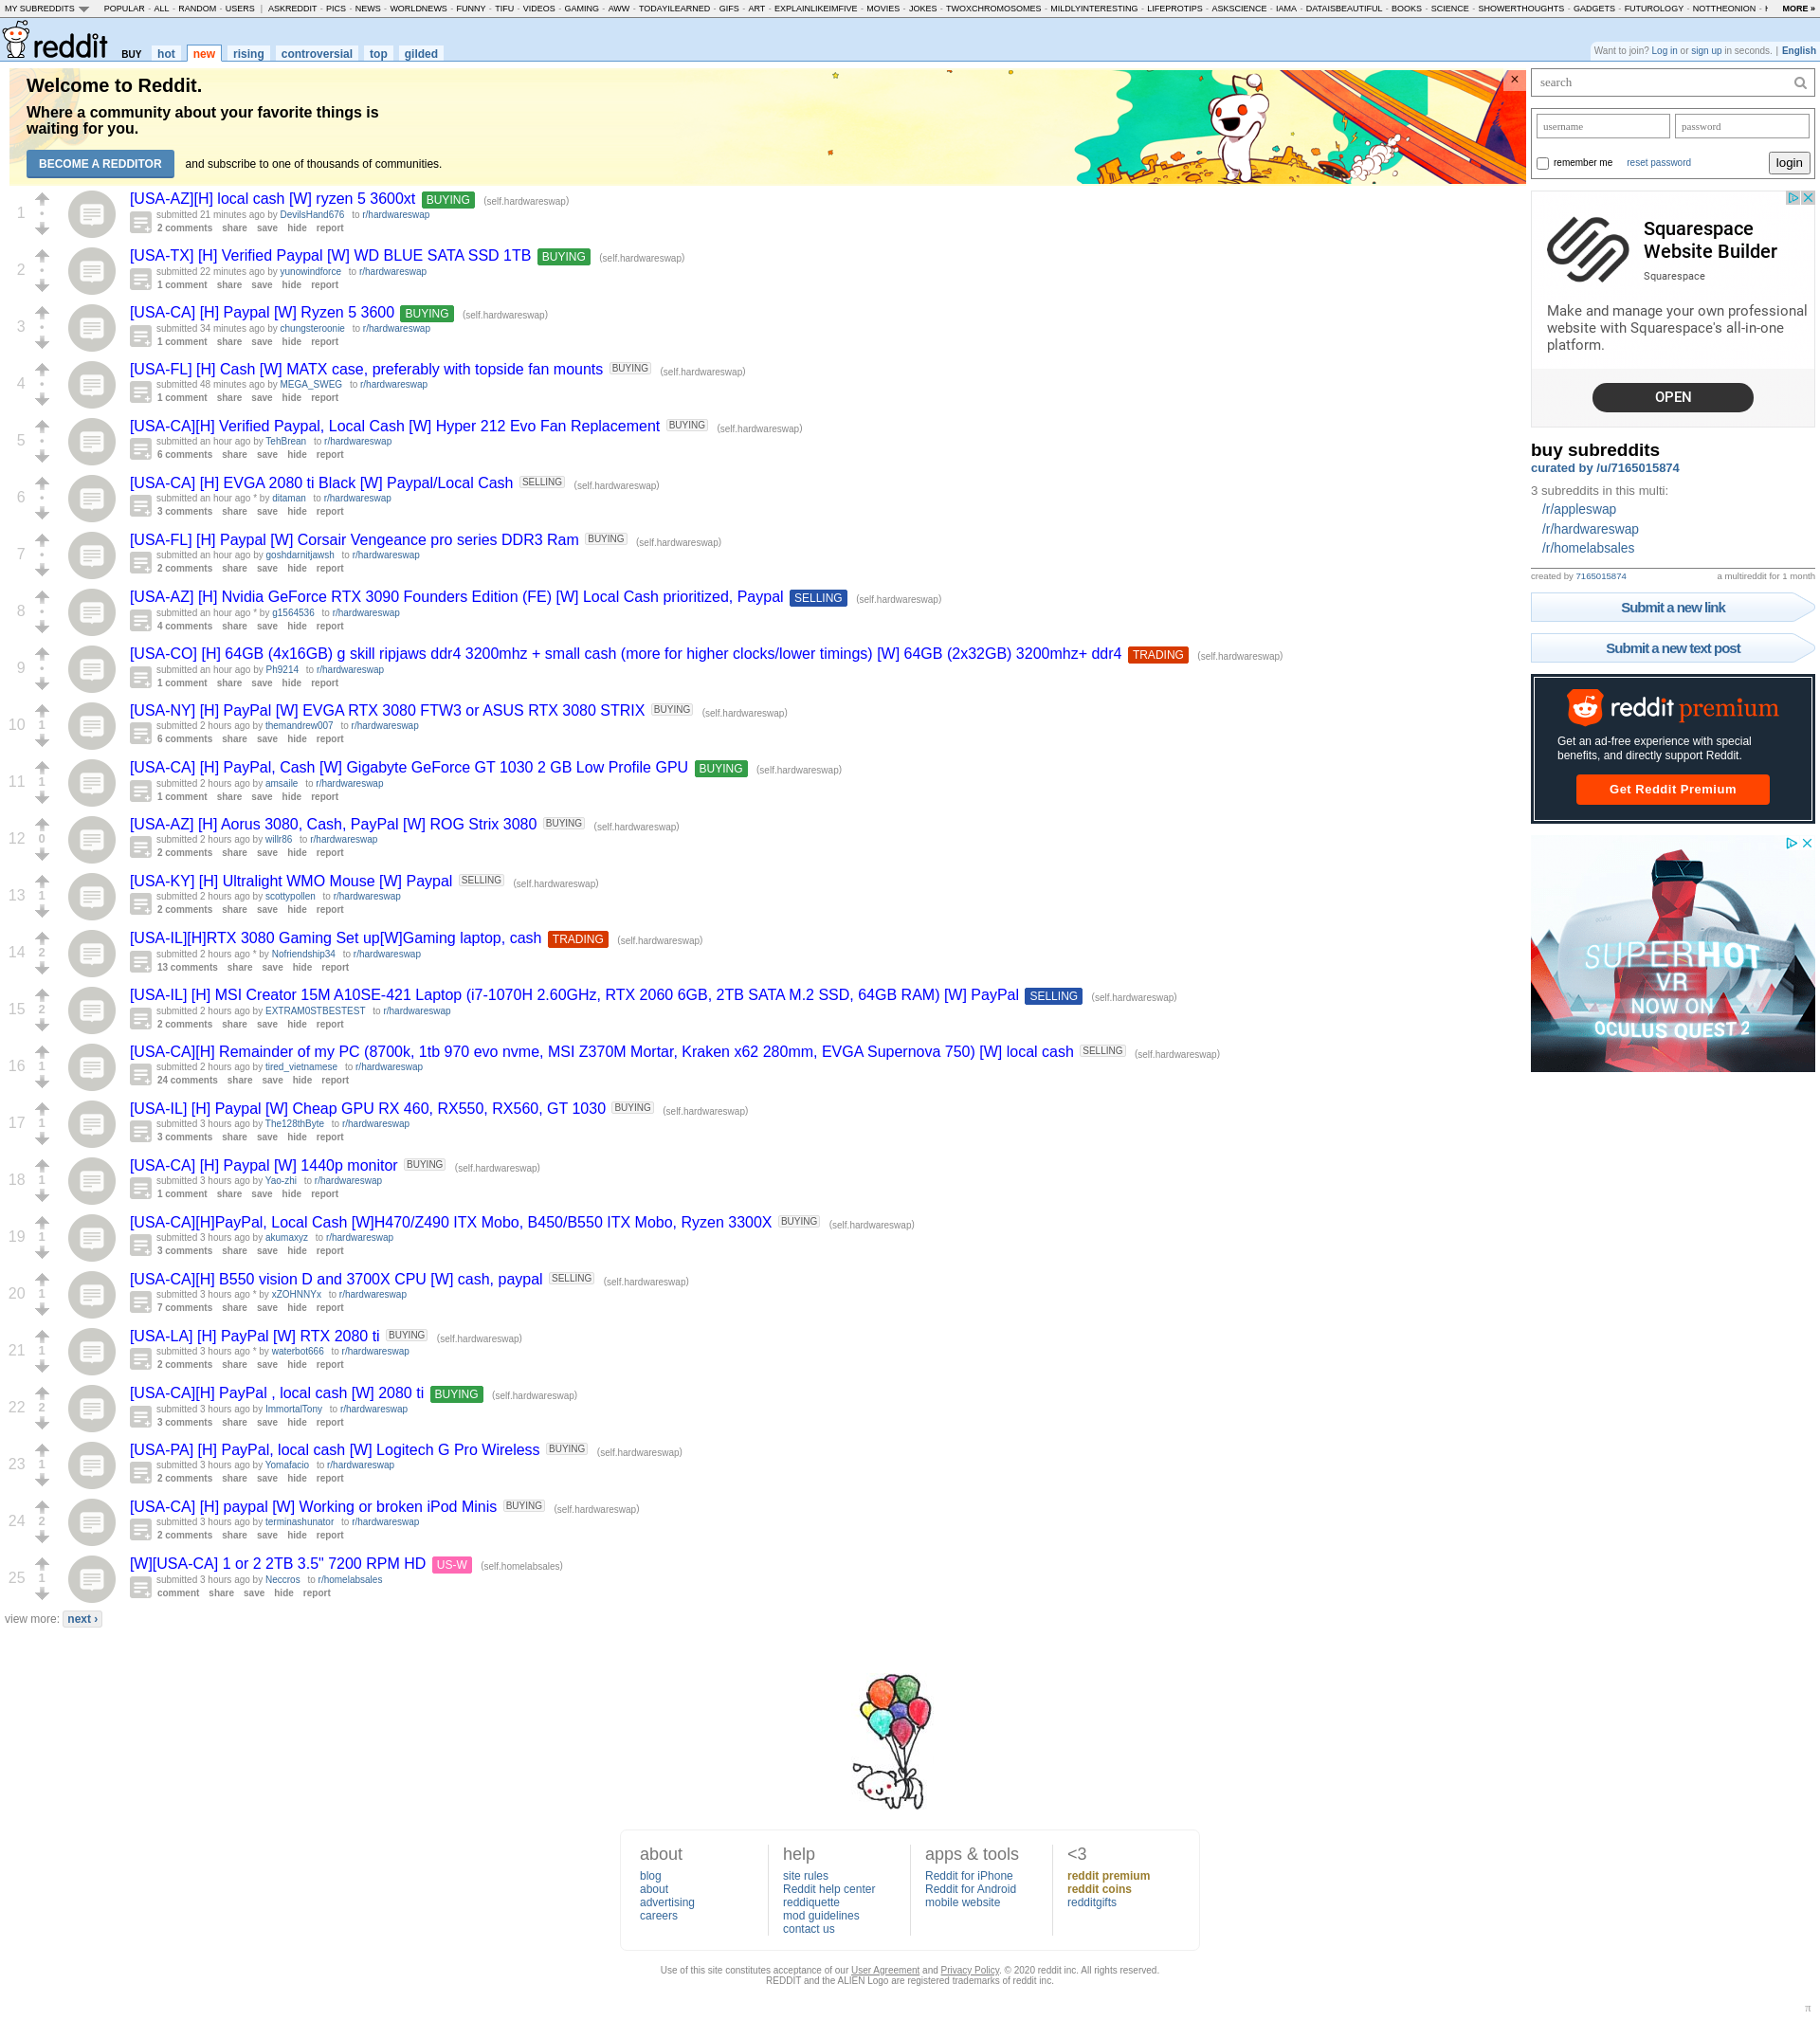 MY SUBREDDITS POPULAR - ALL - RANDOM - USERS | ASKREDDIT - PICS - NEWS - WORLDNEWS - FUNNY - TIFU - VIDEOS - GAMING - AWW - TODAYILEARNED - GIFS - ART - EXPLAINLIKEIMFIVE - MOVIES - JOKES - TWOXCHROMOSOMES - MILDLYINTERESTING - LIFEPROTIPS - ASKSCIENCE - IAMA - DATAISBEAUTIFUL - BOOKS - SCIENCE - SHOWERTHOUGHTS - GADGETS - FUTUROLOGY - NOTTHEONION - MORE »
reddit BUY hot new rising controversial top gilded
Want to join? Log in or sign up in seconds. | English
Welcome to Reddit.
Where a community about your favorite things is
waiting for you.
BECOME A REDDITOR and subscribe to one of thousands of communities.
1 [USA-AZ][H] local cash [W] ryzen 5 3600xt BUYING (self.hardwareswap)
submitted 21 minutes ago by DevilsHand676 to r/hardwareswap
2 comments share save hide report
2 [USA-TX] [H] Verified Paypal [W] WD BLUE SATA SSD 1TB BUYING (self.hardwareswap)
submitted 22 minutes ago by yunowindforce to r/hardwareswap
1 comment share save hide report
3 [USA-CA] [H] Paypal [W] Ryzen 5 3600 BUYING (self.hardwareswap)
submitted 34 minutes ago by chungsteroonie to r/hardwareswap
1 comment share save hide report
4 [USA-FL] [H] Cash [W] MATX case, preferably with topside fan mounts BUYING (self.hardwareswap)
submitted 48 minutes ago by MEGA_SWEG to r/hardwareswap
1 comment share save hide report
5 [USA-CA][H] Verified Paypal, Local Cash [W] Hyper 212 Evo Fan Replacement BUYING (self.hardwareswap)
submitted an hour ago by TehBrean to r/hardwareswap
6 comments share save hide report
6 [USA-CA] [H] EVGA 2080 ti Black [W] Paypal/Local Cash SELLING (self.hardwareswap)
submitted an hour ago * by ditaman to r/hardwareswap
3 comments share save hide report
7 [USA-FL] [H] Paypal [W] Corsair Vengeance pro series DDR3 Ram BUYING (self.hardwareswap)
submitted an hour ago by goshdarnitjawsh to r/hardwareswap
2 comments share save hide report
8 [USA-AZ] [H] Nvidia GeForce RTX 3090 Founders Edition (FE) [W] Local Cash prioritized, Paypal SELLING (self.hardwareswap)
submitted an hour ago * by g1564536 to r/hardwareswap
4 comments share save hide report
9 [USA-CO] [H] 64GB (4x16GB) g skill ripjaws ddr4 3200mhz + small cash (more for higher clocks/lower timings) [W] 64GB (2x32GB) 3200mhz+ ddr4 TRADING (self.hardwareswap)
submitted an hour ago by Ph9214 to r/hardwareswap
1 comment share save hide report
10 1 [USA-NY] [H] PayPal [W] EVGA RTX 3080 FTW3 or ASUS RTX 3080 STRIX BUYING (self.hardwareswap)
submitted 2 hours ago by themandrew007 to r/hardwareswap
6 comments share save hide report
11 1 [USA-CA] [H] PayPal, Cash [W] Gigabyte GeForce GT 1030 2 GB Low Profile GPU BUYING (self.hardwareswap)
submitted 2 hours ago by amsaile to r/hardwareswap
1 comment share save hide report
12 0 [USA-AZ] [H] Aorus 3080, Cash, PayPal [W] ROG Strix 3080 BUYING (self.hardwareswap)
submitted 2 hours ago by willr86 to r/hardwareswap
2 comments share save hide report
13 1 [USA-KY] [H] Ultralight WMO Mouse [W] Paypal SELLING (self.hardwareswap)
submitted 2 hours ago by scottypollen to r/hardwareswap
2 comments share save hide report
14 2 [USA-IL][H]RTX 3080 Gaming Set up[W]Gaming laptop, cash TRADING (self.hardwareswap)
submitted 2 hours ago * by Nofriendship34 to r/hardwareswap
13 comments share save hide report
15 2 [USA-IL] [H] MSI Creator 15M A10SE-421 Laptop (i7-1070H 2.60GHz, RTX 2060 6GB, 2TB SATA M.2 SSD, 64GB RAM) [W] PayPal SELLING (self.hardwareswap)
submitted 2 hours ago by EXTRAM0STBESTEST to r/hardwareswap
2 comments share save hide report
16 1 [USA-CA][H] Remainder of my PC (8700k, 1tb 970 evo nvme, MSI Z370M Mortar, Kraken x62 280mm, EVGA Supernova 750) [W] local cash SELLING (self.hardwareswap)
submitted 2 hours ago by tired_vietnamese to r/hardwareswap
24 comments share save hide report
17 1 [USA-IL] [H] Paypal [W] Cheap GPU RX 460, RX550, RX560, GT 1030 BUYING (self.hardwareswap)
submitted 3 hours ago by The128thByte to r/hardwareswap
3 comments share save hide report
18 1 [USA-CA] [H] Paypal [W] 1440p monitor BUYING (self.hardwareswap)
submitted 3 hours ago by Yao-zhi to r/hardwareswap
1 comment share save hide report
19 1 [USA-CA][H]PayPal, Local Cash [W]H470/Z490 ITX Mobo, B450/B550 ITX Mobo, Ryzen 3300X BUYING (self.hardwareswap)
submitted 3 hours ago by akumaxyz to r/hardwareswap
3 comments share save hide report
20 1 [USA-CA][H] B550 vision D and 3700X CPU [W] cash, paypal SELLING (self.hardwareswap)
submitted 3 hours ago * by xZOHNNYx to r/hardwareswap
7 comments share save hide report
21 1 [USA-LA] [H] PayPal [W] RTX 2080 ti BUYING (self.hardwareswap)
submitted 3 hours ago * by waterbot666 to r/hardwareswap
2 comments share save hide report
22 2 [USA-CA][H] PayPal , local cash [W] 2080 ti BUYING (self.hardwareswap)
submitted 3 hours ago by ImmortalTony to r/hardwareswap
3 comments share save hide report
23 1 [USA-PA] [H] PayPal, local cash [W] Logitech G Pro Wireless BUYING (self.hardwareswap)
submitted 3 hours ago by Yomafacio to r/hardwareswap
2 comments share save hide report
24 2 [USA-CA] [H] paypal [W] Working or broken iPod Minis BUYING (self.hardwareswap)
submitted 3 hours ago by terminashunator to r/hardwareswap
2 comments share save hide report
25 1 [W][USA-CA] 1 or 2 2TB 3.5" 7200 RPM HD US-W (self.homelabsales)
submitted 3 hours ago by Neccros to r/homelabsales
comment share save hide report
view more: next ›
search
username password
remember me reset password login
Squarespace
Website Builder
Squarespace
Make and manage your own professional
website with Squarespace's all-in-one
platform.
OPEN
buy subreddits
curated by /u/7165015874
3 subreddits in this multi:
/r/appleswap
/r/hardwareswap
/r/homelabsales
created by 7165015874 a multireddit for 1 month
Submit a new link
Submit a new text post
reddit premium
Get an ad-free experience with special
benefits, and directly support Reddit.
Get Reddit Premium
SUPERHOT
VR
NOW ON
OCULUS QUEST 2
about
blog
about
advertising
careers
help
site rules
Reddit help center
reddiquette
mod guidelines
contact us
apps & tools
Reddit for iPhone
Reddit for Android
mobile website
<3
reddit premium
reddit coins
redditgifts
Use of this site constitutes acceptance of our User Agreement and Privacy Policy. © 2020 reddit inc. All rights reserved.
REDDIT and the ALIEN Logo are registered trademarks of reddit inc.
π